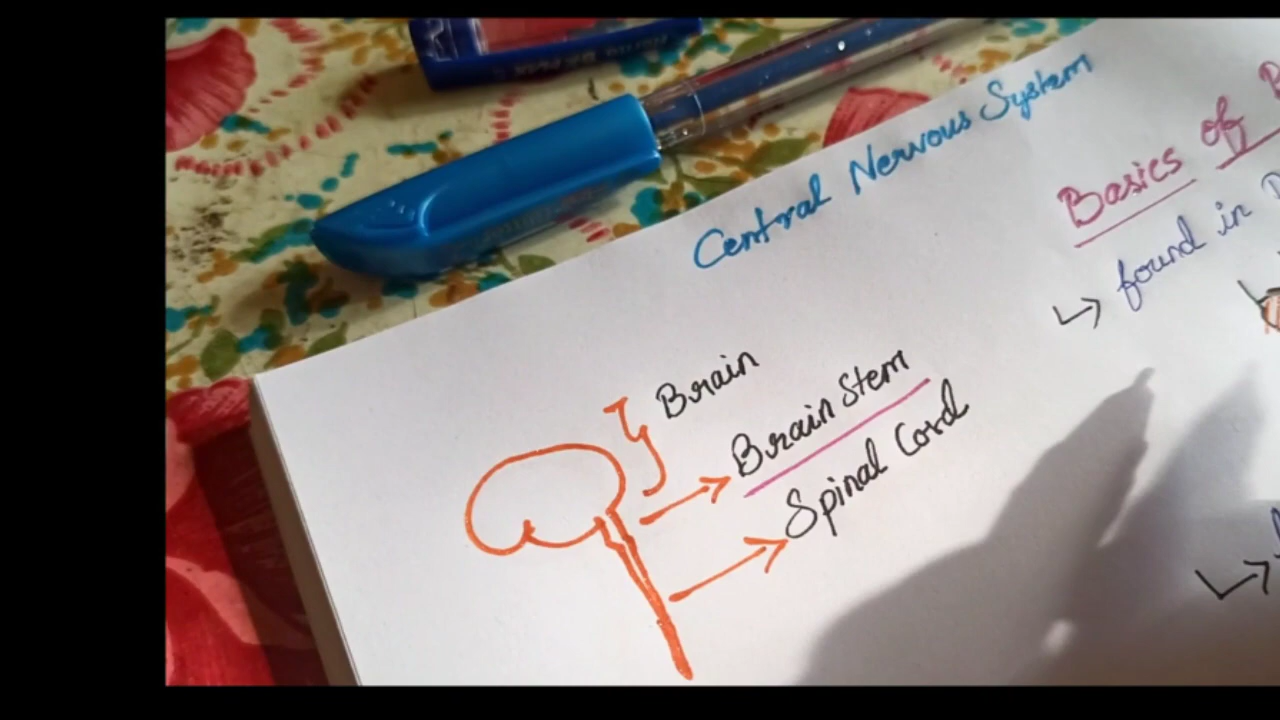 Central Nervous System
Brain
Brain Stem
Spinal Cord
Basics of
found in